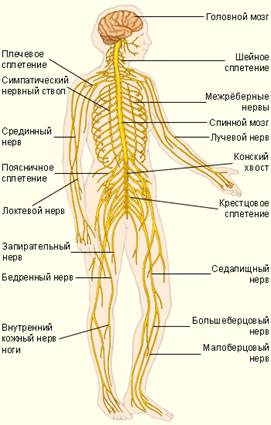 Головной мозг
Плечевое
сплетение
Шейное
сплетение
Симпатический
нервный ствол
Межрёберные
нервы
Спинной мозг
Срединный
нерв
Лучевой нерв
Поясничное
сплетение
Конский
хвост
Локтевой нерв
Крестцовое
сплетение
Запирательный
нерв
Бедренный нерв
Седалищный
нерв
Внутренний
кожный нерв
ноги
Большеберцовый
нерв
Малоберцовый
нерв